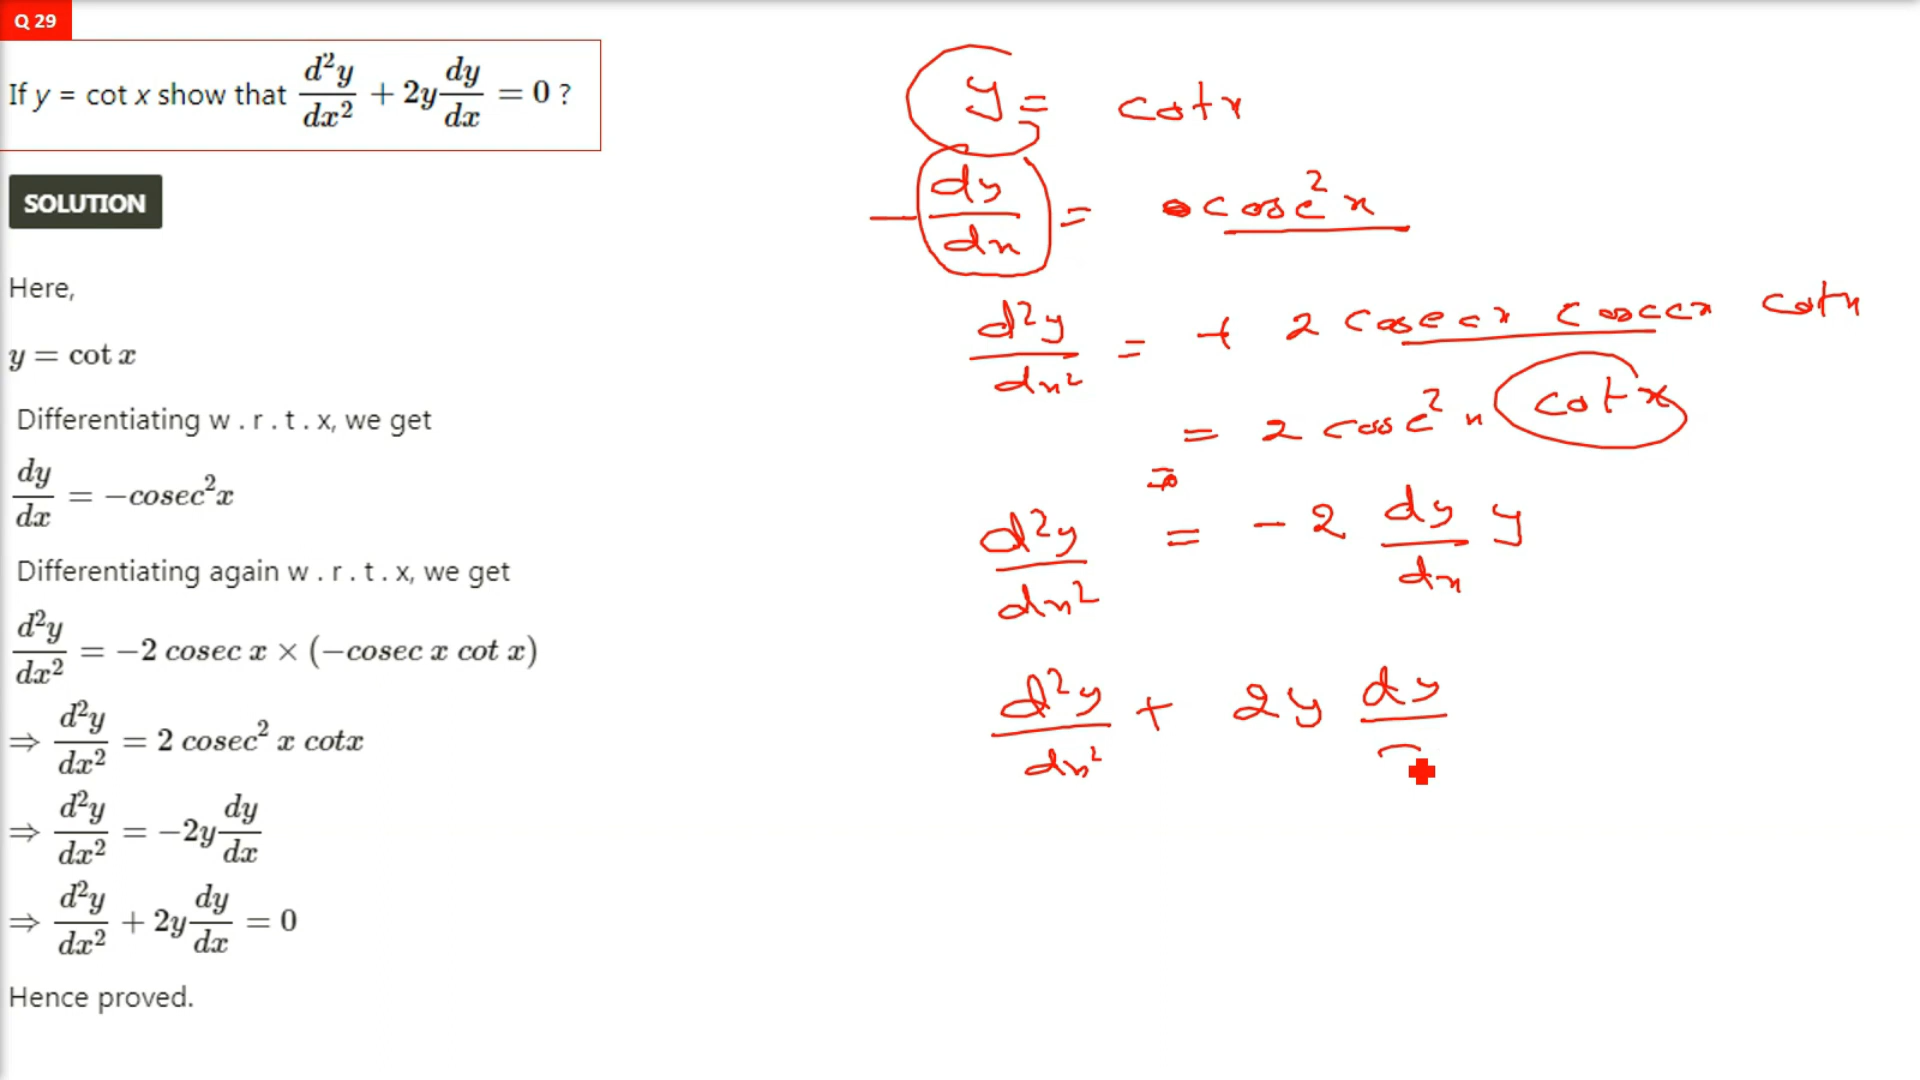 Q 29
If y = cot x show that d²y/dx² + 2y dy/dx = 0 ?
SOLUTION
Here,
y = cot x
Differentiating w . r . t . x, we get
dy/dx = −cosec²x
Differentiating again w . r . t . x, we get
d²y/dx² = −2 cosec x × (−cosec x cot x)
⇒ d²y/dx² = 2 cosec² x cotx
⇒ d²y/dx² = −2y dy/dx
⇒ d²y/dx² + 2y dy/dx = 0
Hence proved.
y = cotx
− dy/dx = cosec²x
d²y/dx² = + 2 cosecx cosecx cotx
= 2 cosec²x cotx
d²y/dx² = − 2 dy/dx y
d²y/dx² + 2y dy